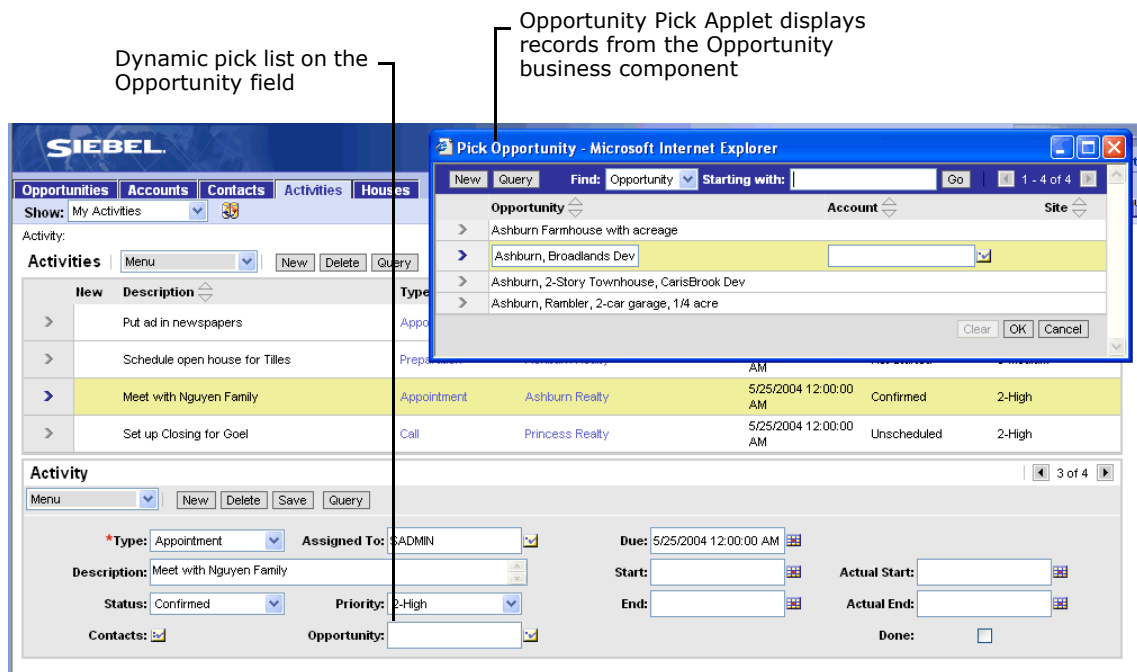 Opportunity Pick Applet displays
records from the Opportunity
business component
Dynamic pick list on the
Opportunity field
SIEBEL.
Pick Opportunity - Microsoft Internet Explorer
New Query Find: Opportunity Starting with: Go 1 - 4 of 4
Opportunity Account Site
Ashburn Farmhouse with acreage
Ashburn, Broadlands Dev
Ashburn, 2-Story Townhouse, CarisBrook Dev
Ashburn, Rambler, 2-car garage, 1/4 acre
Clear OK Cancel
Opportunities Accounts Contacts Activities Houses
Show: My Activities
Activity:
Activities Menu New Delete Query
New Description Type
Put ad in newspapers
Schedule open house for Tilles AM
Meet with Nguyen Family Appointment Ashburn Realty 5/25/2004 12:00:00 AM Confirmed 2-High
Set up Closing for Goel Call Princess Realty 5/25/2004 12:00:00 AM Unscheduled 2-High
Activity 3 of 4
Menu New Delete Save Query
*Type: Appointment Assigned To: SADMIN Due: 5/25/2004 12:00:00 AM
Description: Meet with Nguyen Family Start: Actual Start:
Status: Confirmed Priority: 2-High End: Actual End:
Contacts: Opportunity: Done: